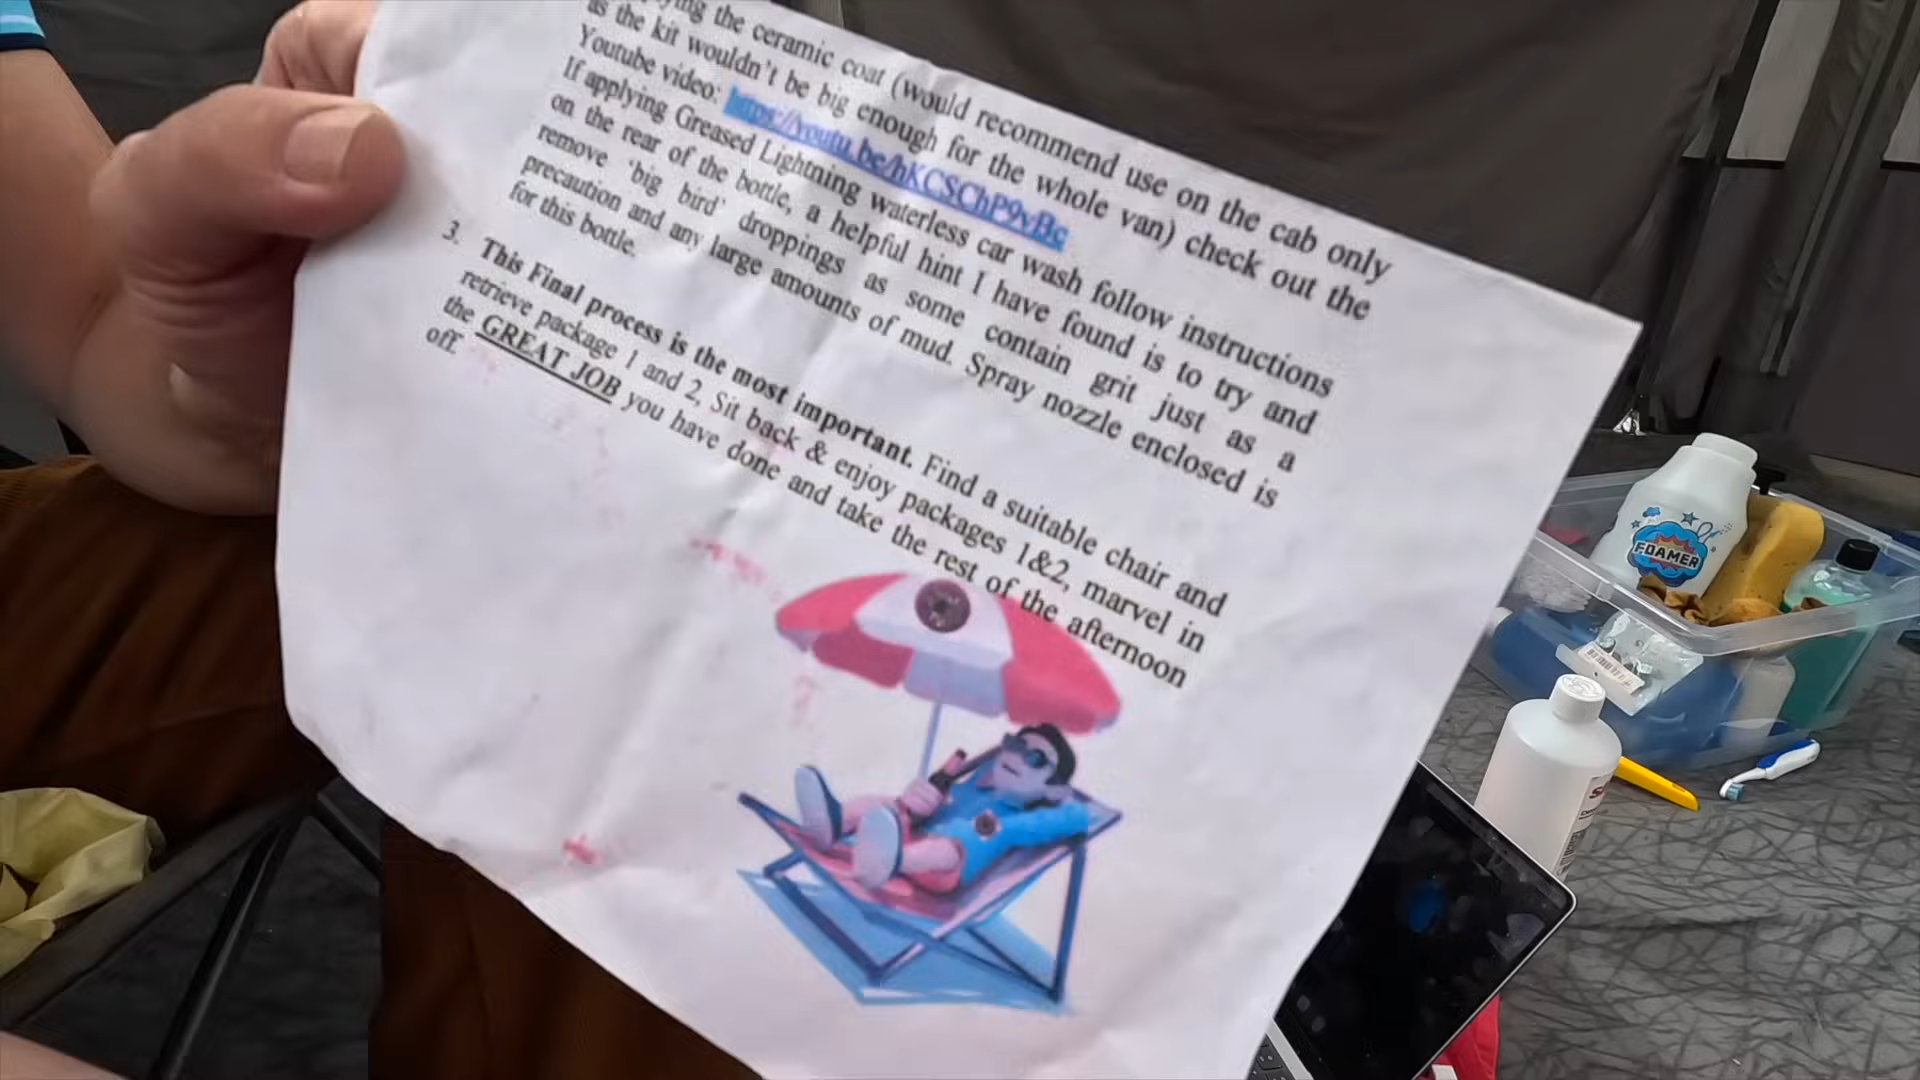 the ceramic coat (would recommend use on the cab only
as the kit wouldn't be big enough for the whole van) check out the
Youtube video: https://youtu.be/hKCSChP9vBc
If applying Greased Lightning waterless car wash follow instructions
on the rear of the bottle, a helpful hint I have found is to try and
remove 'big bird' droppings as some contain grit just as a
precaution and any large amounts of mud. Spray nozzle enclosed is
for this bottle.
3. This Final process is the most important. Find a suitable chair and
retrieve package 1 and 2, Sit back & enjoy packages 1&2, marvel in
the GREAT JOB you have done and take the rest of the afternoon
off.
FOAMER